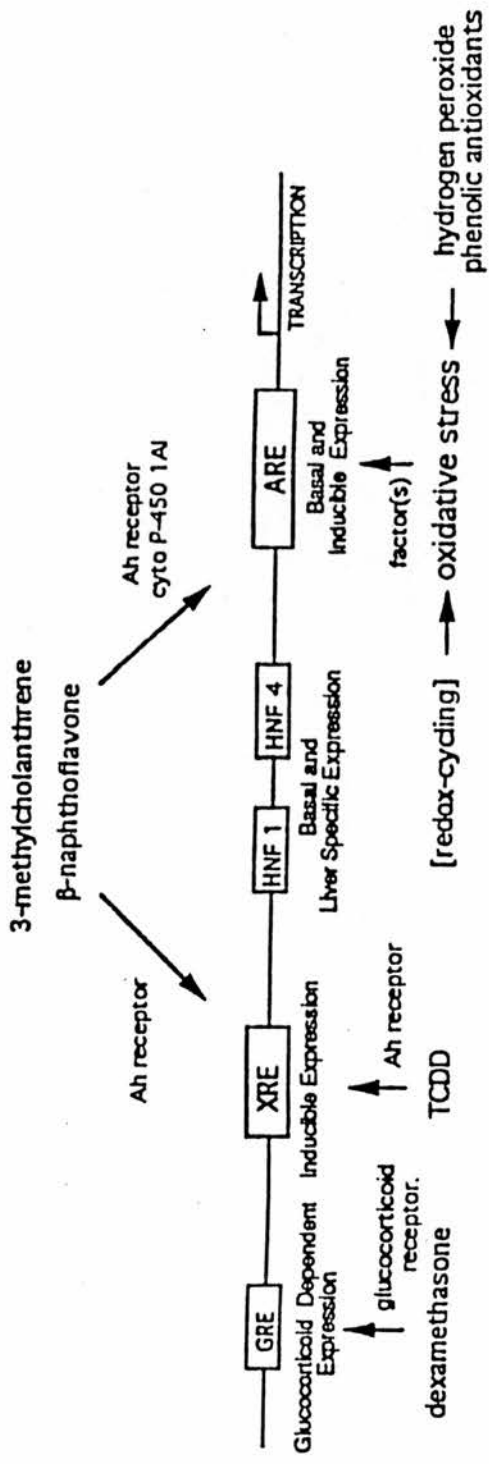 3-methylcholanthrene
β-naphthoflavone
Ah receptor
Ah receptor
cyto P-450 1AI
GRE
XRE
HNF 1
HNF 4
ARE
TRANSCRIPTION
Glucocorticoid Dependent
Expression
Inducible Expression
Basal and
Liver Specific Expression
Basal and
Inducible Expression
glucocorticoid
receptor.
Ah receptor
factor(s)
dexamethasone
TCDD
[redox-cycling]
oxidative stress
hydrogen peroxide
phenolic antioxidants